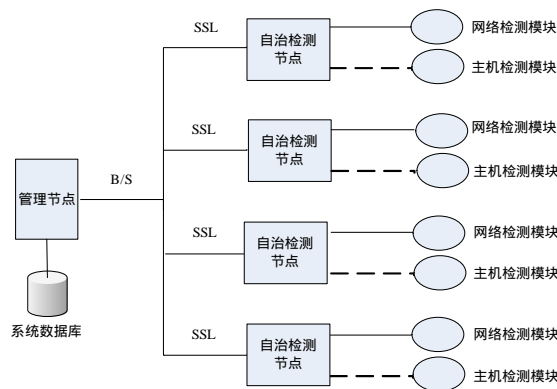 SSL
自治检测
节点
网络检测模块
主机检测模块
SSL
自治检测
节点
网络检测模块
主机检测模块
管理节点
B/S
系统数据库
SSL
自治检测
节点
网络检测模块
主机检测模块
SSL
自治检测
节点
网络检测模块
主机检测模块